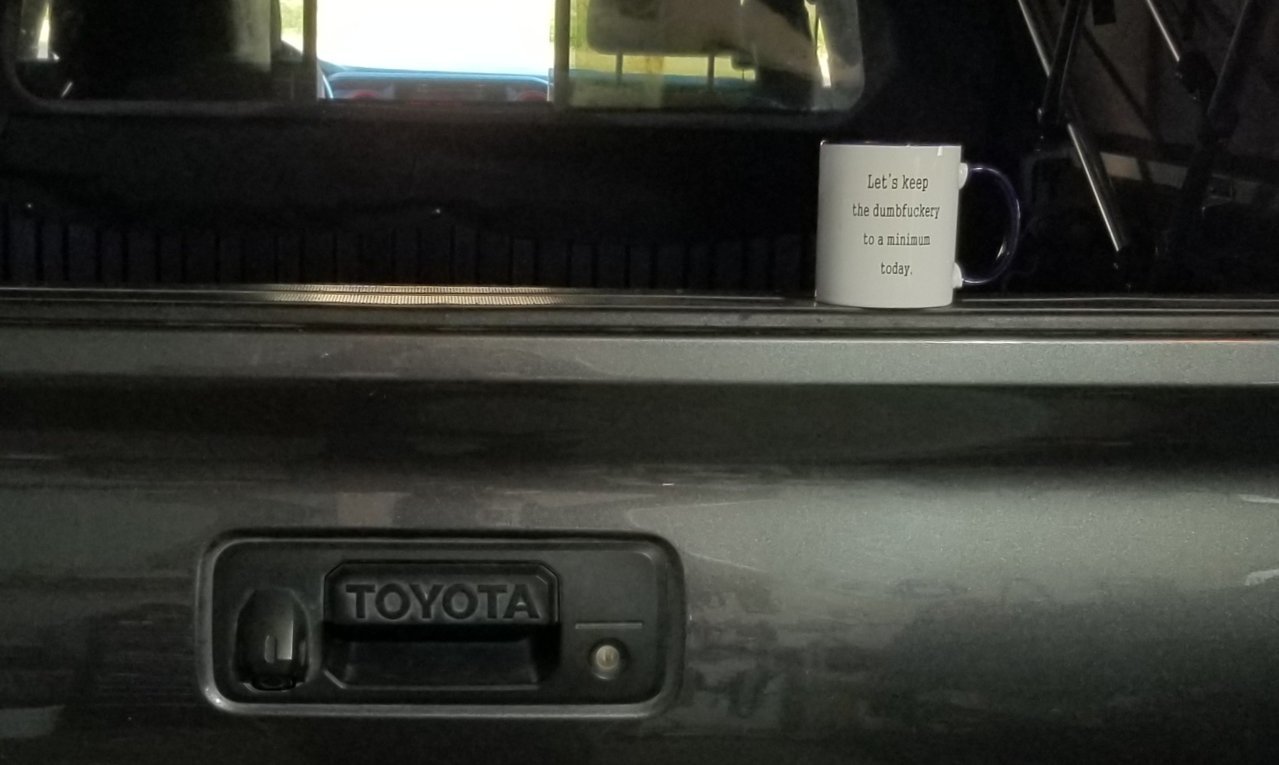 Let's keep
the dumbfuckery
to a minimum
today.
TOYOTA